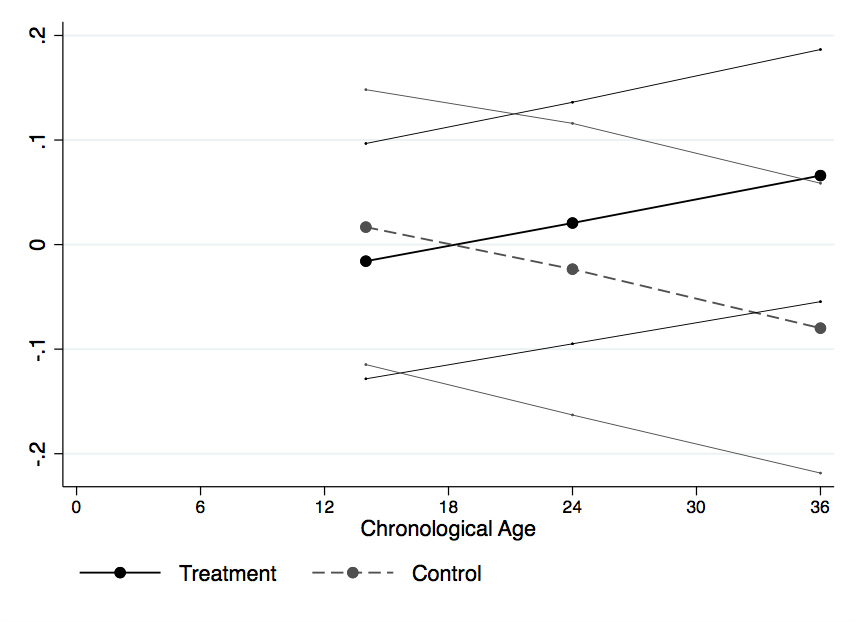 .2
.1
0
-.1
-.2
0 6 12 18 24 30 36
Chronological Age
Treatment Control